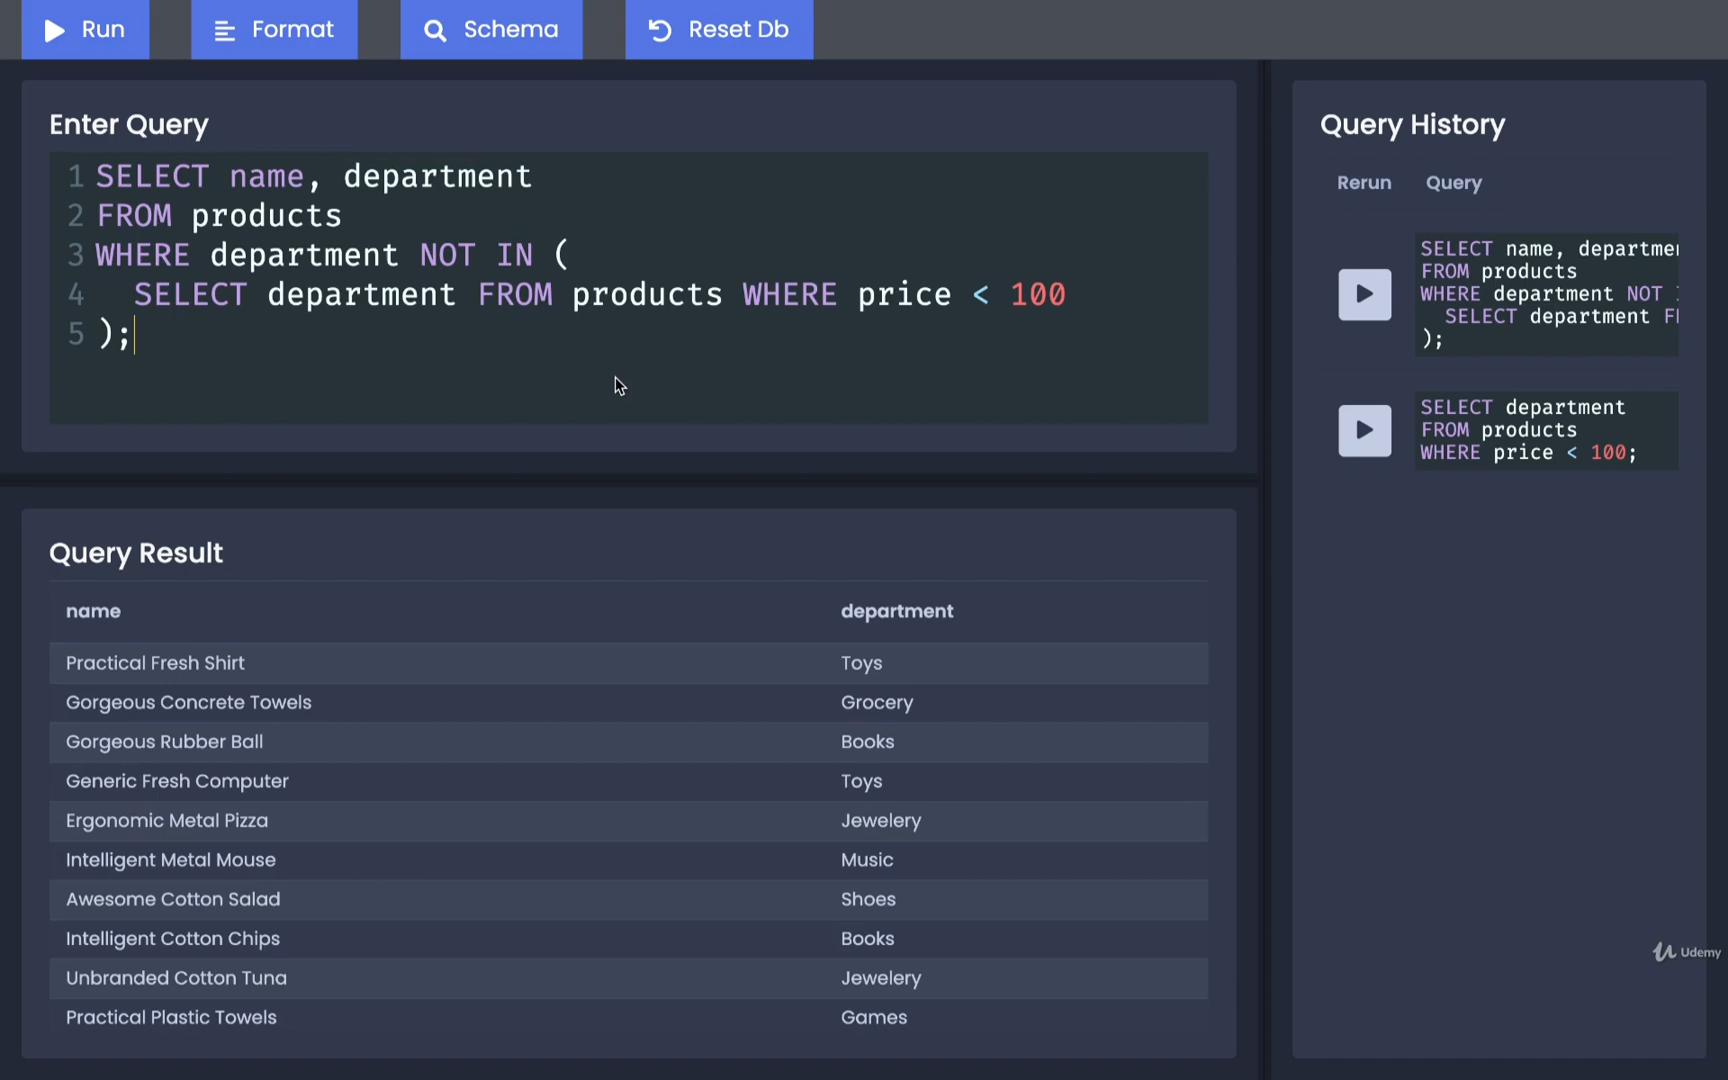 Run
Format
Schema
Reset Db
Enter Query
1 SELECT name, department
2 FROM products
3 WHERE department NOT IN (
4 SELECT department FROM products WHERE price < 100
5 );
Query Result
name department
Practical Fresh Shirt Toys
Gorgeous Concrete Towels Grocery
Gorgeous Rubber Ball Books
Generic Fresh Computer Toys
Ergonomic Metal Pizza Jewelery
Intelligent Metal Mouse Music
Awesome Cotton Salad Shoes
Intelligent Cotton Chips Books
Unbranded Cotton Tuna Jewelery
Practical Plastic Towels Games
Query History
Rerun Query
SELECT name, departme
FROM products
WHERE department NOT
SELECT department F
);
SELECT department
FROM products
WHERE price < 100;
Udemy